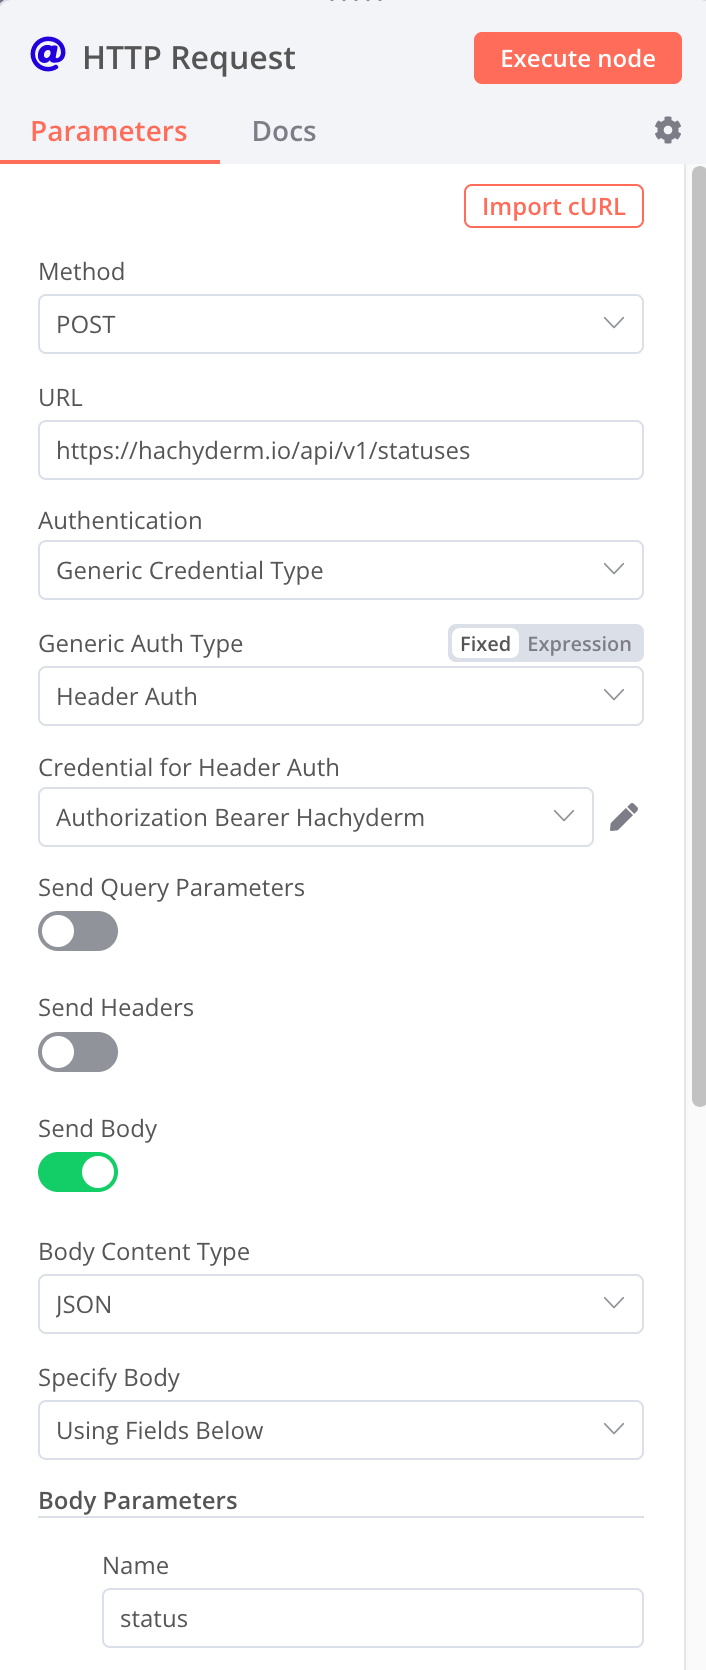 HTTP Request
Execute node
Parameters
Docs
Import cURL
Method
POST
URL
https://hachyderm.io/api/v1/statuses
Authentication
Generic Credential Type
Generic Auth Type
Fixed Expression
Header Auth
Credential for Header Auth
Authorization Bearer Hachyderm
Send Query Parameters
Send Headers
Send Body
Body Content Type
JSON
Specify Body
Using Fields Below
Body Parameters
Name
status